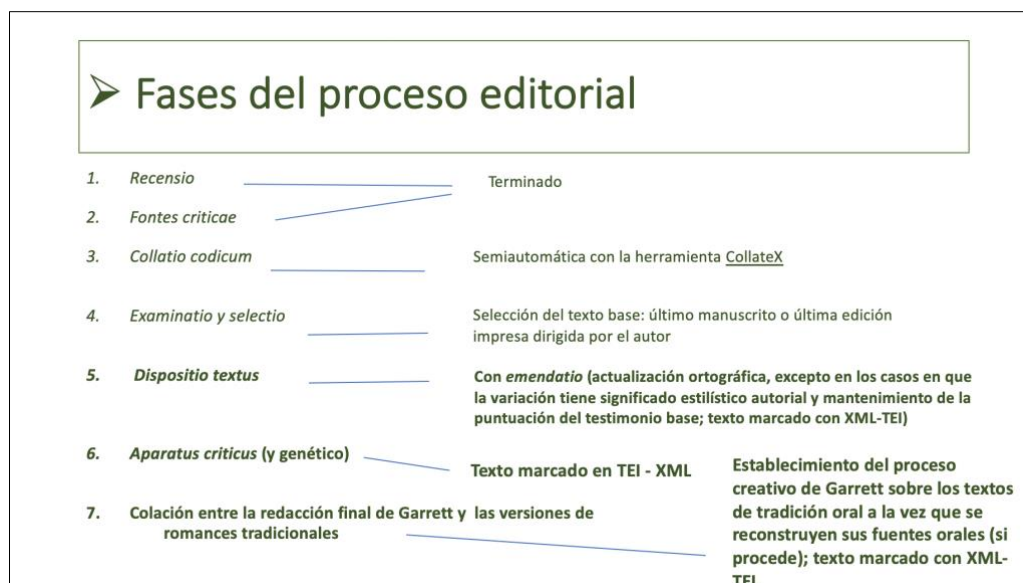 ➢ Fases del proceso editorial
1. Recensio
Terminado
2. Fontes criticae
3. Collatio codicum
Semiautomática con la herramienta CollateX
4. Examinatio y selectio
Selección del texto base: último manuscrito o última edición
impresa dirigida por el autor
5. Dispositio textus
Con emendatio (actualización ortográfica, excepto en los casos en que
la variación tiene significado estilístico autorial y mantenimiento de la
puntuación del testimonio base; texto marcado con XML-TEI)
6. Aparatus criticus (y genético)
Texto marcado en TEI - XML
7. Colación entre la redacción final de Garrett y las versiones de
romances tradicionales
Establecimiento del proceso
creativo de Garrett sobre los textos
de tradición oral a la vez que se
reconstruyen sus fuentes orales (si
procede); texto marcado con XML-
TEI